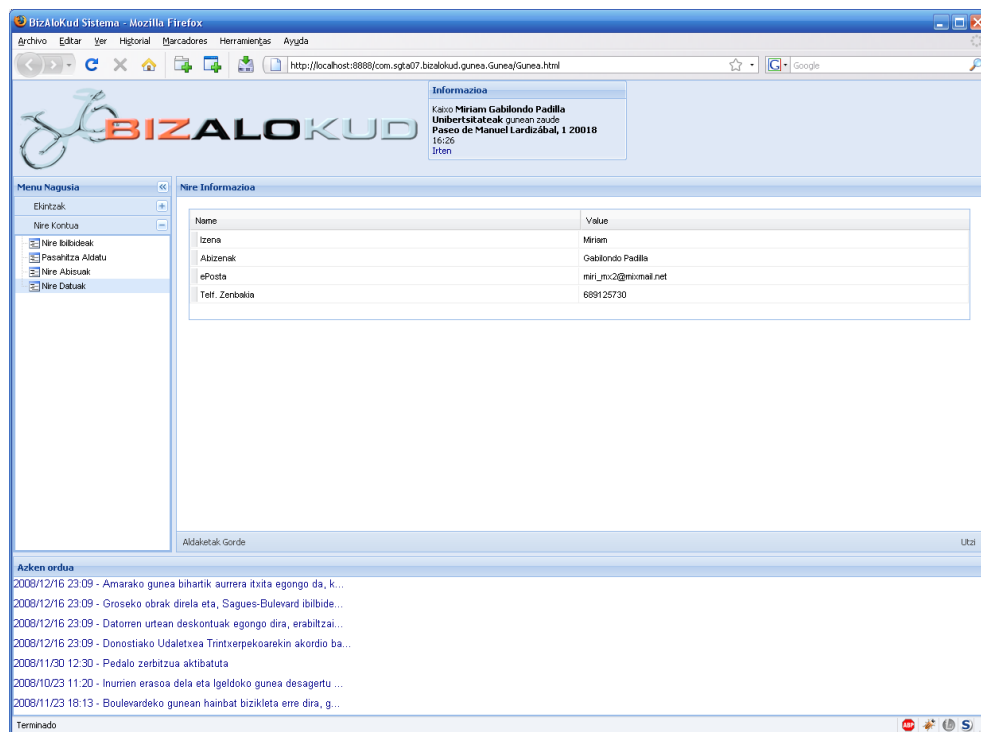 BizAloKud Sistema - Mozilla Firefox
Archivo Editar Ver Historial Marcadores Herramientas Ayuda
http://localhost:8888/com.sgta07.bizalokud.gunea.Gunea/Gunea.html
G Google
BIZALOKUD
Informazioa
Kaixo Miriam Gabilondo Padilla
Unibertsitateak gunean zaude
Paseo de Manuel Lardizábal, 1 20018
16:26
Irten
Menu Nagusia
Ekintzak
Nire Kontua
Nire Ibilbideak
Pasahitza Aldatu
Nire Abisuak
Nire Datuak
Nire Informazioa
Name Value
Izena Miriam
Abizenak Gabilondo Padilla
ePosta miri_mx2@mixmail.net
Telf. Zenbakia 689125730
Aldaketak Gorde Utzi
Azken ordua
2008/12/16 23:09 - Amarako gunea bihartik aurrera itxita egongo da, k...
2008/12/16 23:09 - Groseko obrak direla eta, Sagues-Bulevard ibilbide...
2008/12/16 23:09 - Datorren urtean deskontuak egongo dira, erabiltzai...
2008/12/16 23:09 - Donostiako Udaletxea Trintxerpekoarekin akordio ba...
2008/11/30 12:30 - Pedalo zerbitzua aktibatuta
2008/10/23 11:20 - Inurrien erasoa dela eta Igeldoko gunea desagertu ...
2008/11/23 18:13 - Boulevardeko gunean hainbat bizikleta erre dira, g...
Terminado
ABP
S